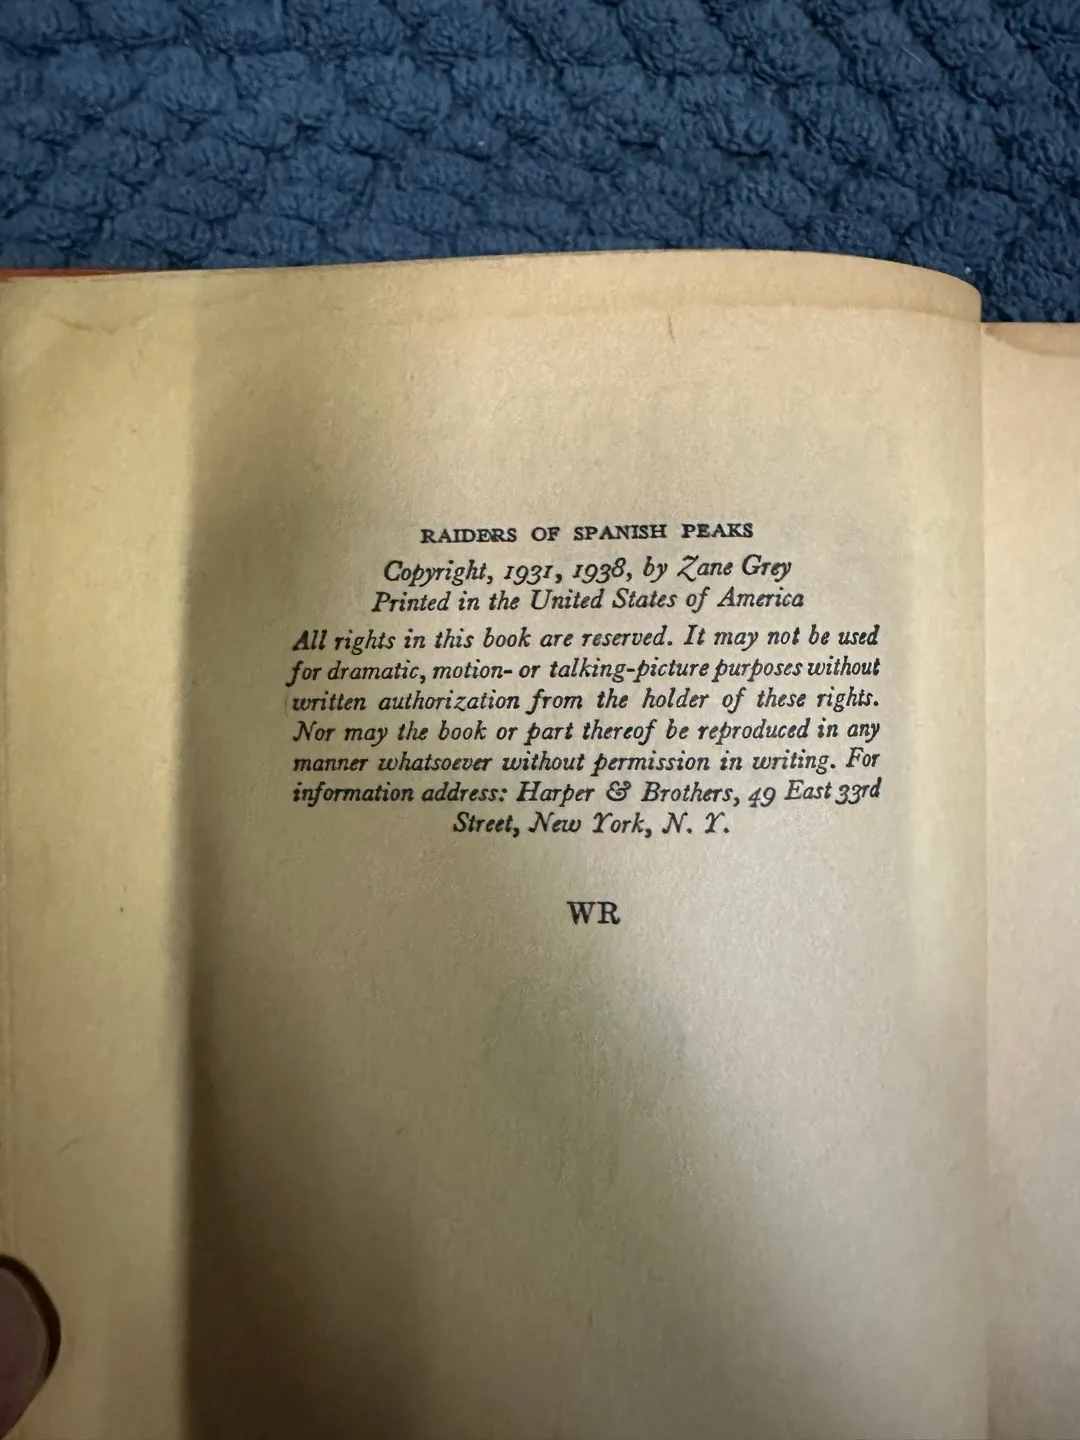 RAIDERS OF SPANISH PEAKS
Copyright, 1931, 1938, by Zane Grey
Printed in the United States of America
All rights in this book are reserved. It may not be used
for dramatic, motion- or talking-picture purposes without
written authorization from the holder of these rights.
Nor may the book or part thereof be reproduced in any
manner whatsoever without permission in writing. For
information address: Harper & Brothers, 49 East 33rd
Street, New York, N. Y.
WR